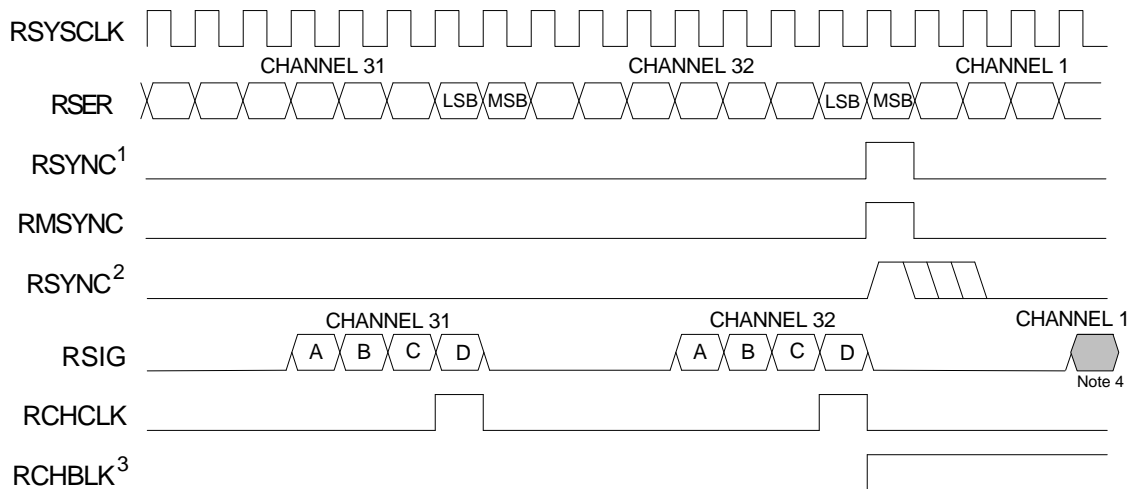 RSYSCLK
CHANNEL 31 CHANNEL 32 CHANNEL 1
RSER LSB MSB LSB MSB
RSYNC¹
RMSYNC
RSYNC²
CHANNEL 31 CHANNEL 32 CHANNEL 1
RSIG A B C D A B C D
Note 4
RCHCLK
RCHBLK³